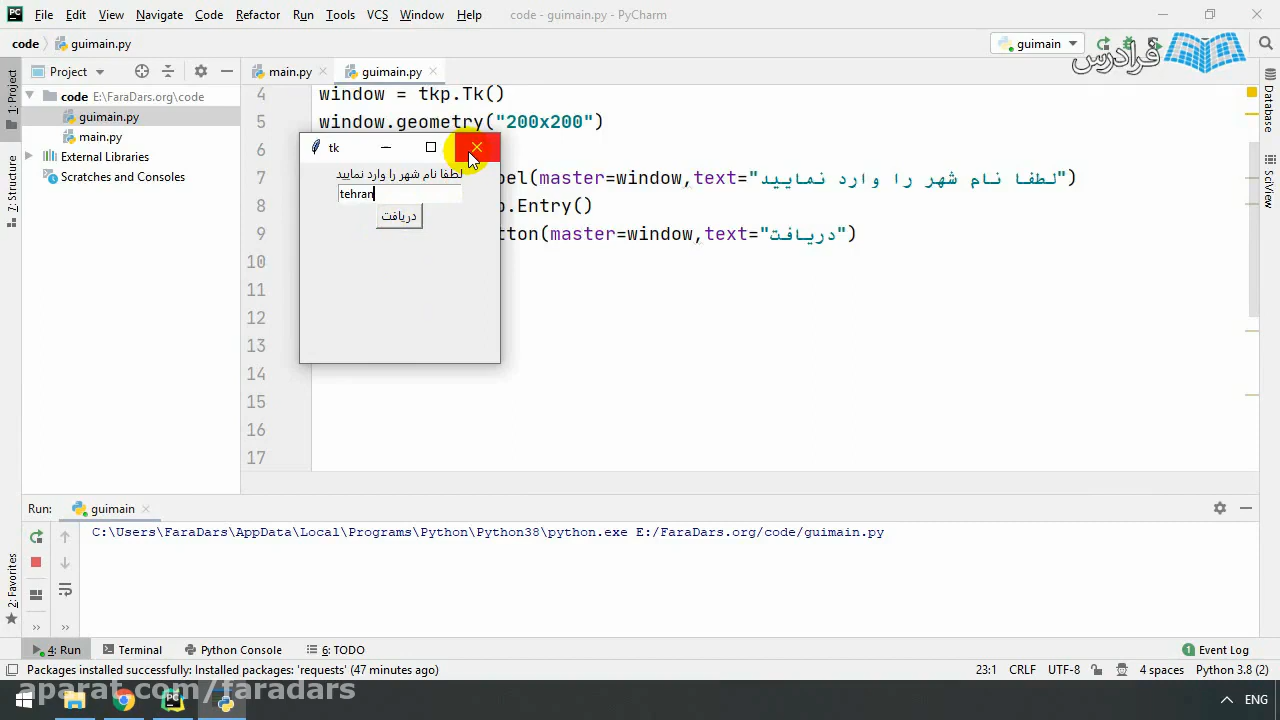 File Edit View Navigate Code Refactor Run Tools VCS Window Help code - guimain.py - PyCharm
code guimain.py guimain فرادرس
1: Project Project main.py guimain.py
code E:\FaraDars.org\code
guimain.py
main.py
External Libraries
Scratches and Consoles
4 window = tkp.Tk()
5 window.geometry("200x200")
6
7 bel(master=window,text="لطفا نام شهر را وارد نمایید")
8 p.Entry()
9 tton(master=window,text="دریافت")
10
11
12
13
14
15
16
17
tk
لطفا نام شهر را وارد نمایید
tehran
دریافت
Database
SciView
7: Structure
2: Favorites
Run: guimain
C:\Users\FaraDars\AppData\Local\Programs\Python\Python38\python.exe E:/FaraDars.org/code/guimain.py
4: Run Terminal Python Console 6: TODO 1 Event Log
Packages installed successfully: Installed packages: 'requests' (47 minutes ago) 23:1 CRLF UTF-8 4 spaces Python 3.8 (2)
aparat.com/faradars
ENG